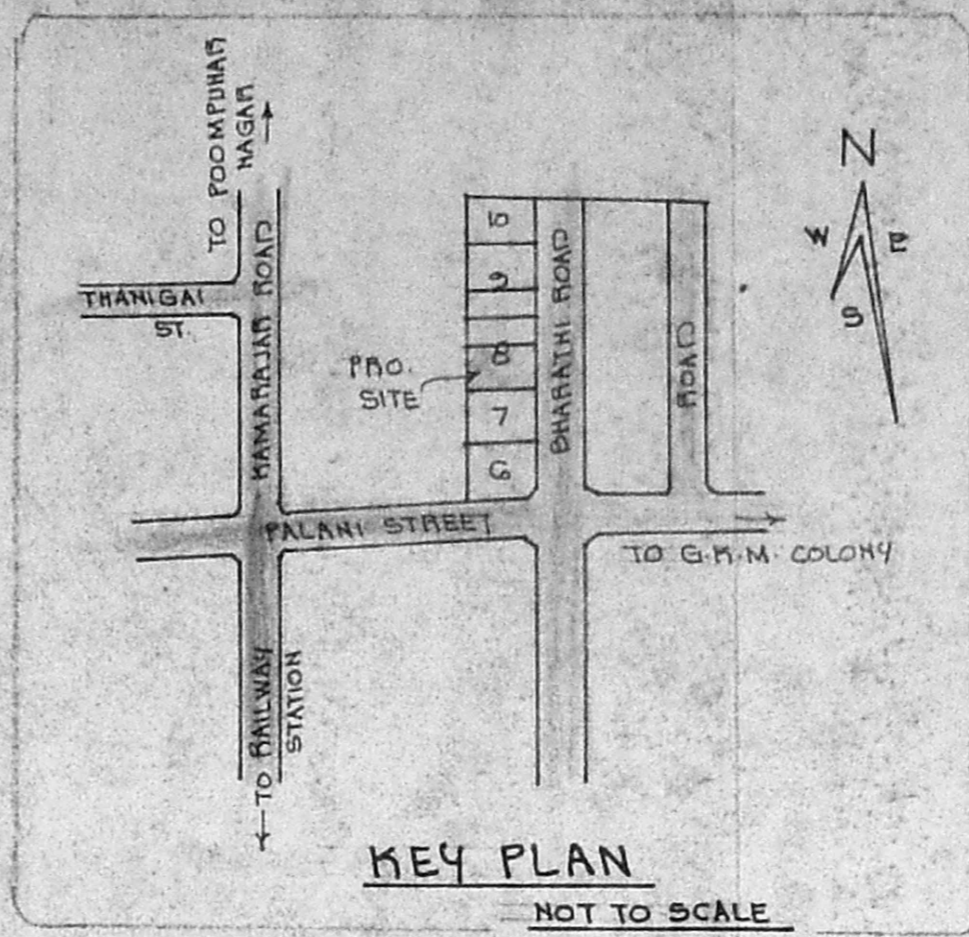 TO POOMPUHAR
NAGAR
N
W
E
S
THANIGAI
ST.
KAMARAJAR ROAD
10
9
8
7
6
BHARATHI ROAD
ROAD
PRO.
SITE
PALANI STREET
TO G.K.M. COLONY
TO RAILWAY
STATION
KEY PLAN
NOT TO SCALE